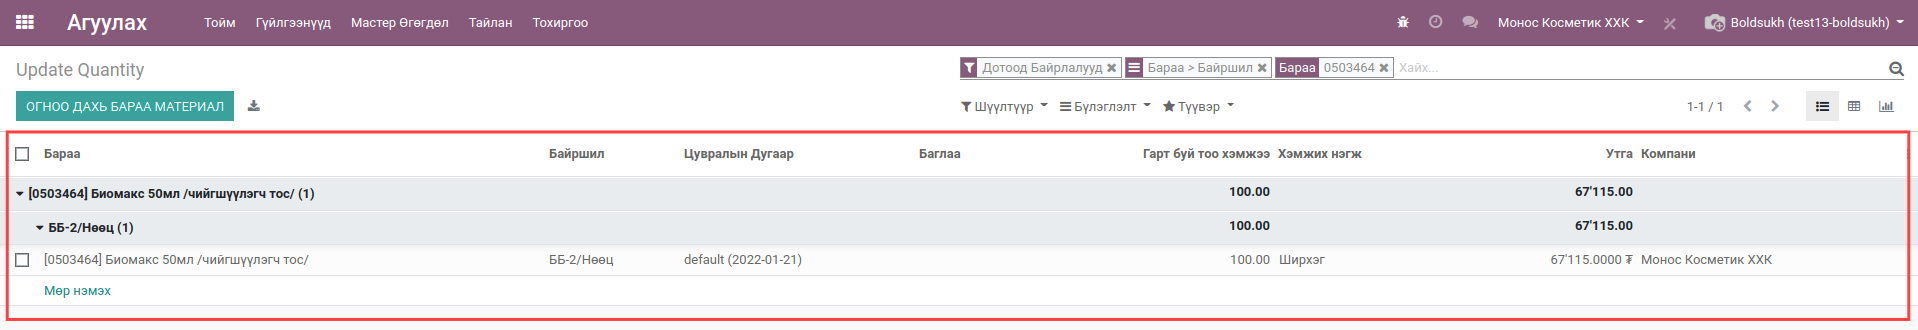 Агуулах Тойм Гүйлгээнүүд Мастер Өгөгдөл Тайлан Тохиргоо Монос Косметик ХХК Boldsukh (test13-boldsukh)
Update Quantity Дотоод Байрлалууд Бараа > Байршил Бараа 0503464 Хайх...
ОГНОО ДАХЬ БАРАА МАТЕРИАЛ Шүүлтүүр Бүлэглэлт Түүвэр 1-1 / 1
Бараа Байршил Цувралын Дугаар Баглаа Гарт буй тоо хэмжээ Хэмжих нэгж Утга Компани
[0503464] Биомакс 50мл /чийгшүүлэгч тос/ (1) 100.00 67'115.00
ББ-2/Нөөц (1) 100.00 67'115.00
[0503464] Биомакс 50мл /чийгшүүлэгч тос/ ББ-2/Нөөц default (2022-01-21) 100.00 Ширхэг 67'115.0000 ₮ Монос Косметик ХХК
Мөр нэмэх